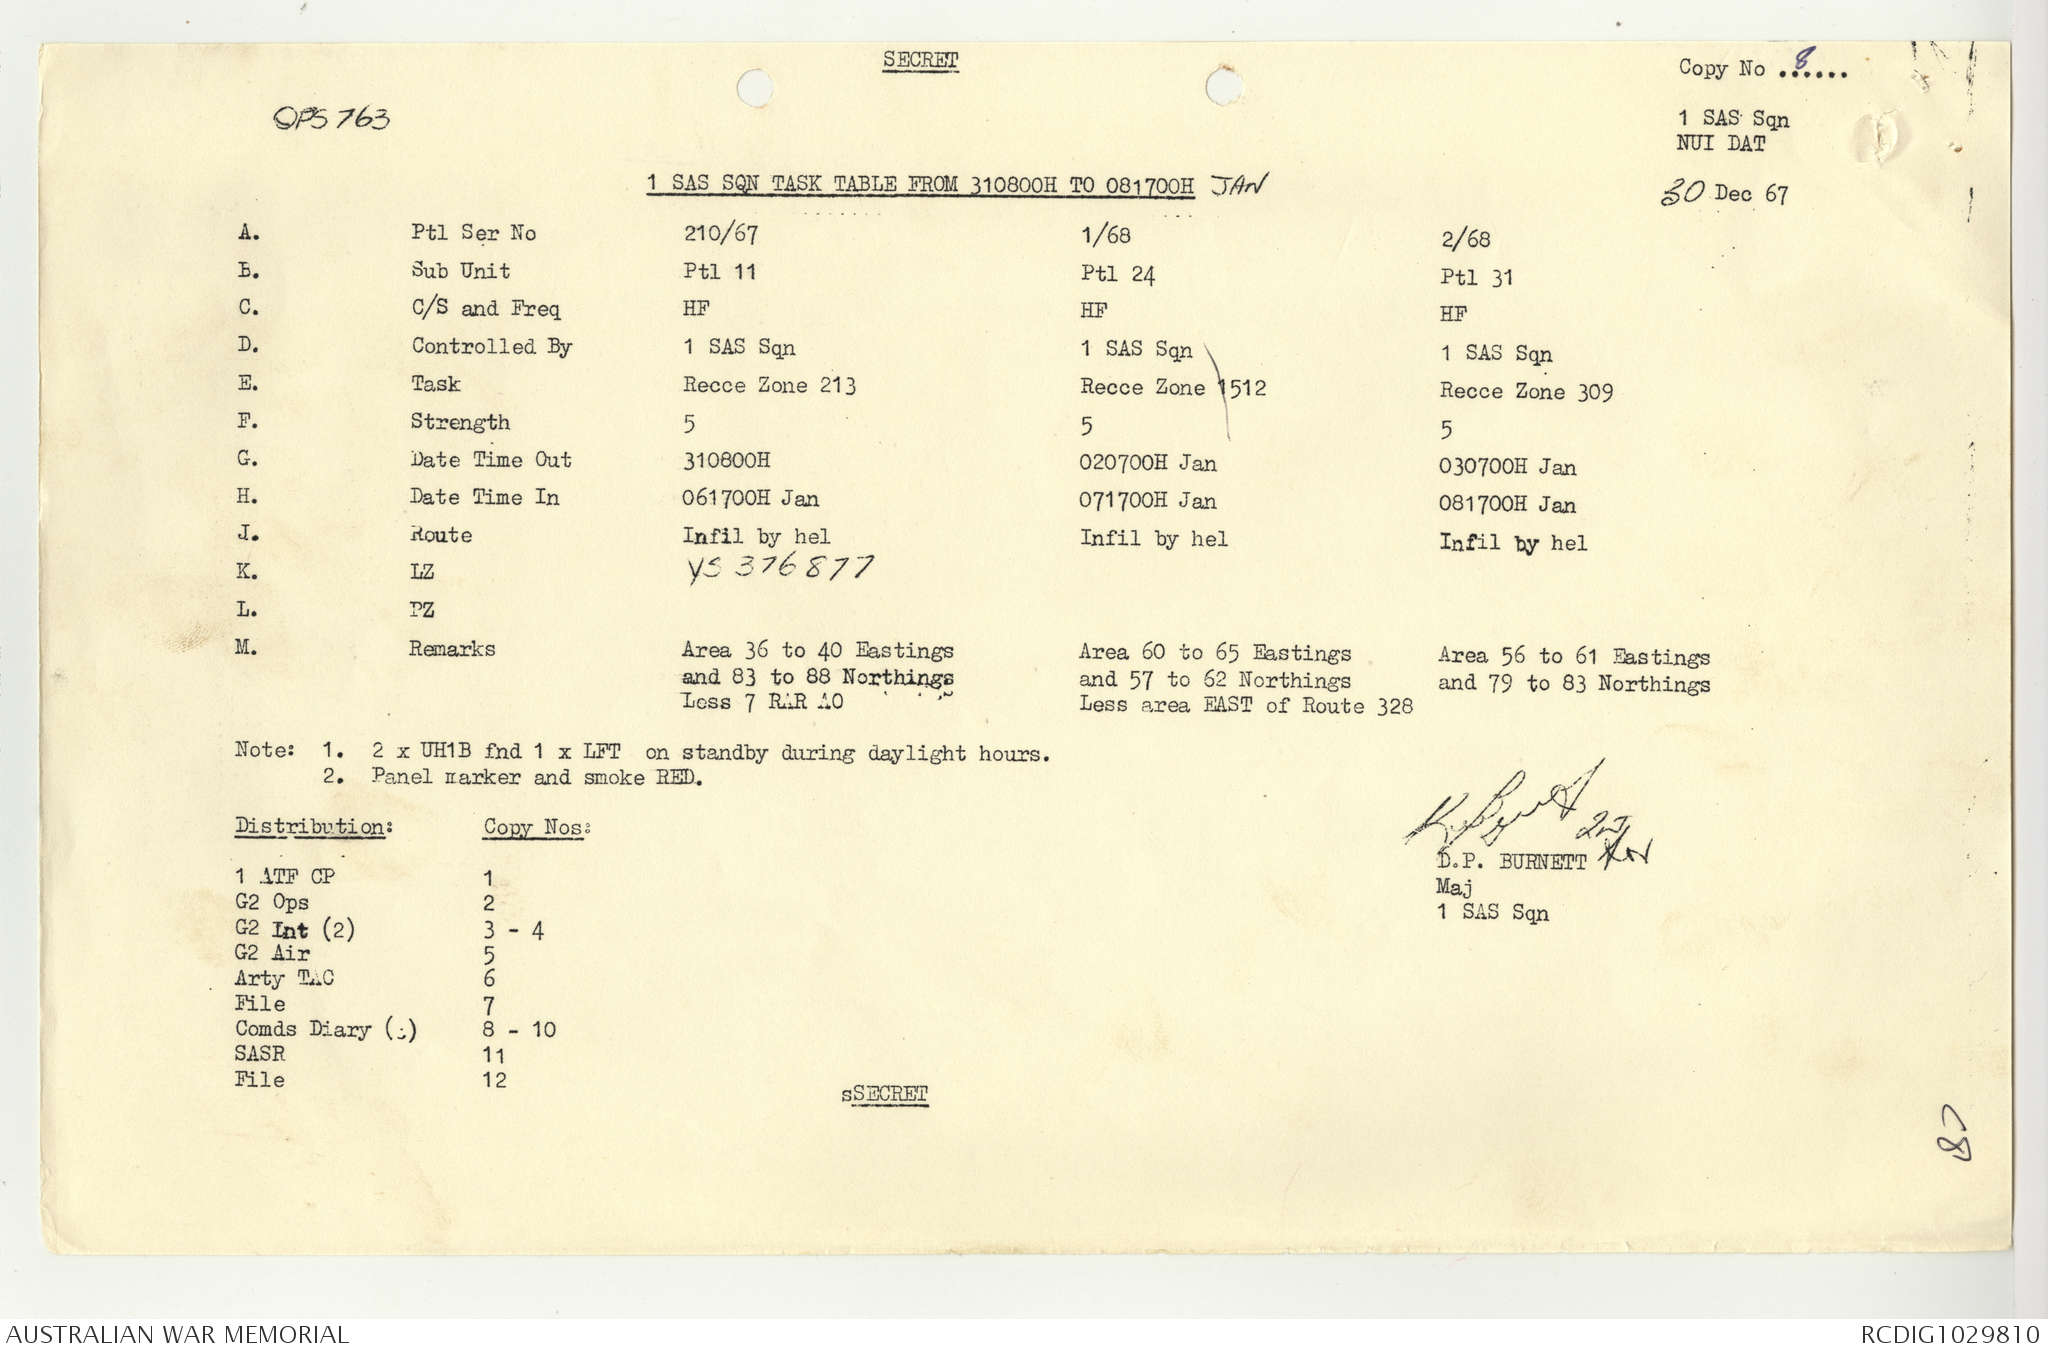 SECRET
Copy No 8......
OPS 763
1 SAS Sqn
NUI DAT
1 SAS SQN TASK TABLE FROM 310800H TO 081700H JAN
30 Dec 67
A. Ptl Ser No 210/67 1/68 2/68
B. Sub Unit Ptl 11 Ptl 24 Ptl 31
C. C/S and Freq HF HF HF
D. Controlled By 1 SAS Sqn 1 SAS Sqn 1 SAS Sqn
E. Task Recce Zone 213 Recce Zone 1512 Recce Zone 309
F. Strength 5 5 5
G. Date Time Out 310800H 020700H Jan 030700H Jan
H. Date Time In 061700H Jan 071700H Jan 081700H Jan
J. Route Infil by hel Infil by hel Infil by hel
K. LZ YS 376877
L. PZ
M. Remarks Area 36 to 40 Eastings Area 60 to 65 Eastings Area 56 to 61 Eastings
and 83 to 88 Northings and 57 to 62 Northings and 79 to 83 Northings
Less 7 RAR AO Less area EAST of Route 328
Note: 1. 2 x UH1B fnd 1 x LFT on standby during daylight hours.
2. Panel marker and smoke RED.
Distribution: Copy Nos:
D.P. BURNETT
Maj
1 SAS Sqn
1 ATF CP 1
G2 Ops 2
G2 Int (2) 3 - 4
G2 Air 5
Arty TAC 6
File 7
Comds Diary 8 - 10
SASR 11
File 12
sSECRET
AUSTRALIAN WAR MEMORIAL
RCDIG1029810